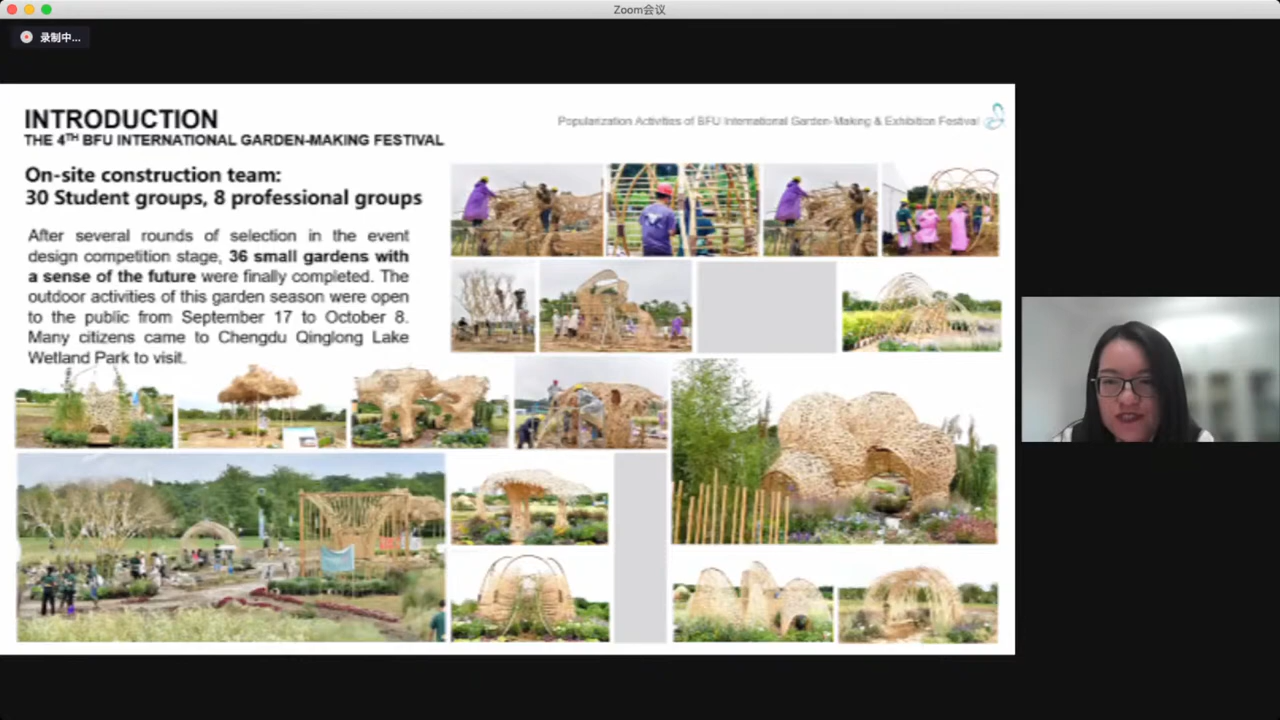 Zoom会议
录制中...
INTRODUCTION
THE 4TH BFU INTERNATIONAL GARDEN-MAKING FESTIVAL
Popularization Activities of BFU International Garden-Making & Exhibition Festival
On-site construction team:
30 Student groups, 8 professional groups
After several rounds of selection in the event
design competition stage, 36 small gardens with
a sense of the future were finally completed. The
outdoor activities of this garden season were open
to the public from September 17 to October 8.
Many citizens came to Chengdu Qinglong Lake
Wetland Park to visit.